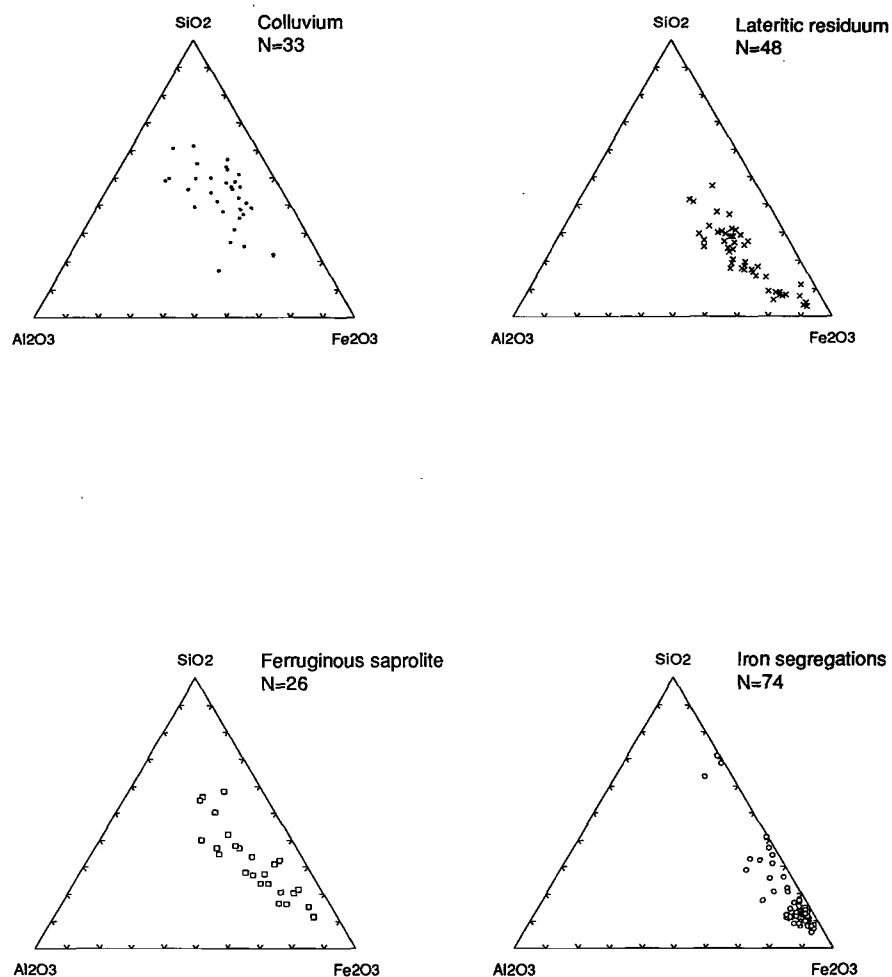 SiO2
Colluvium
N=33
Al2O3
Fe2O3
SiO2
Lateritic residuum
N=48
Al2O3
Fe2O3
SiO2
Ferruginous saprolite
N=26
Al2O3
Fe2O3
SiO2
Iron segregations
N=74
Al2O3
Fe2O3